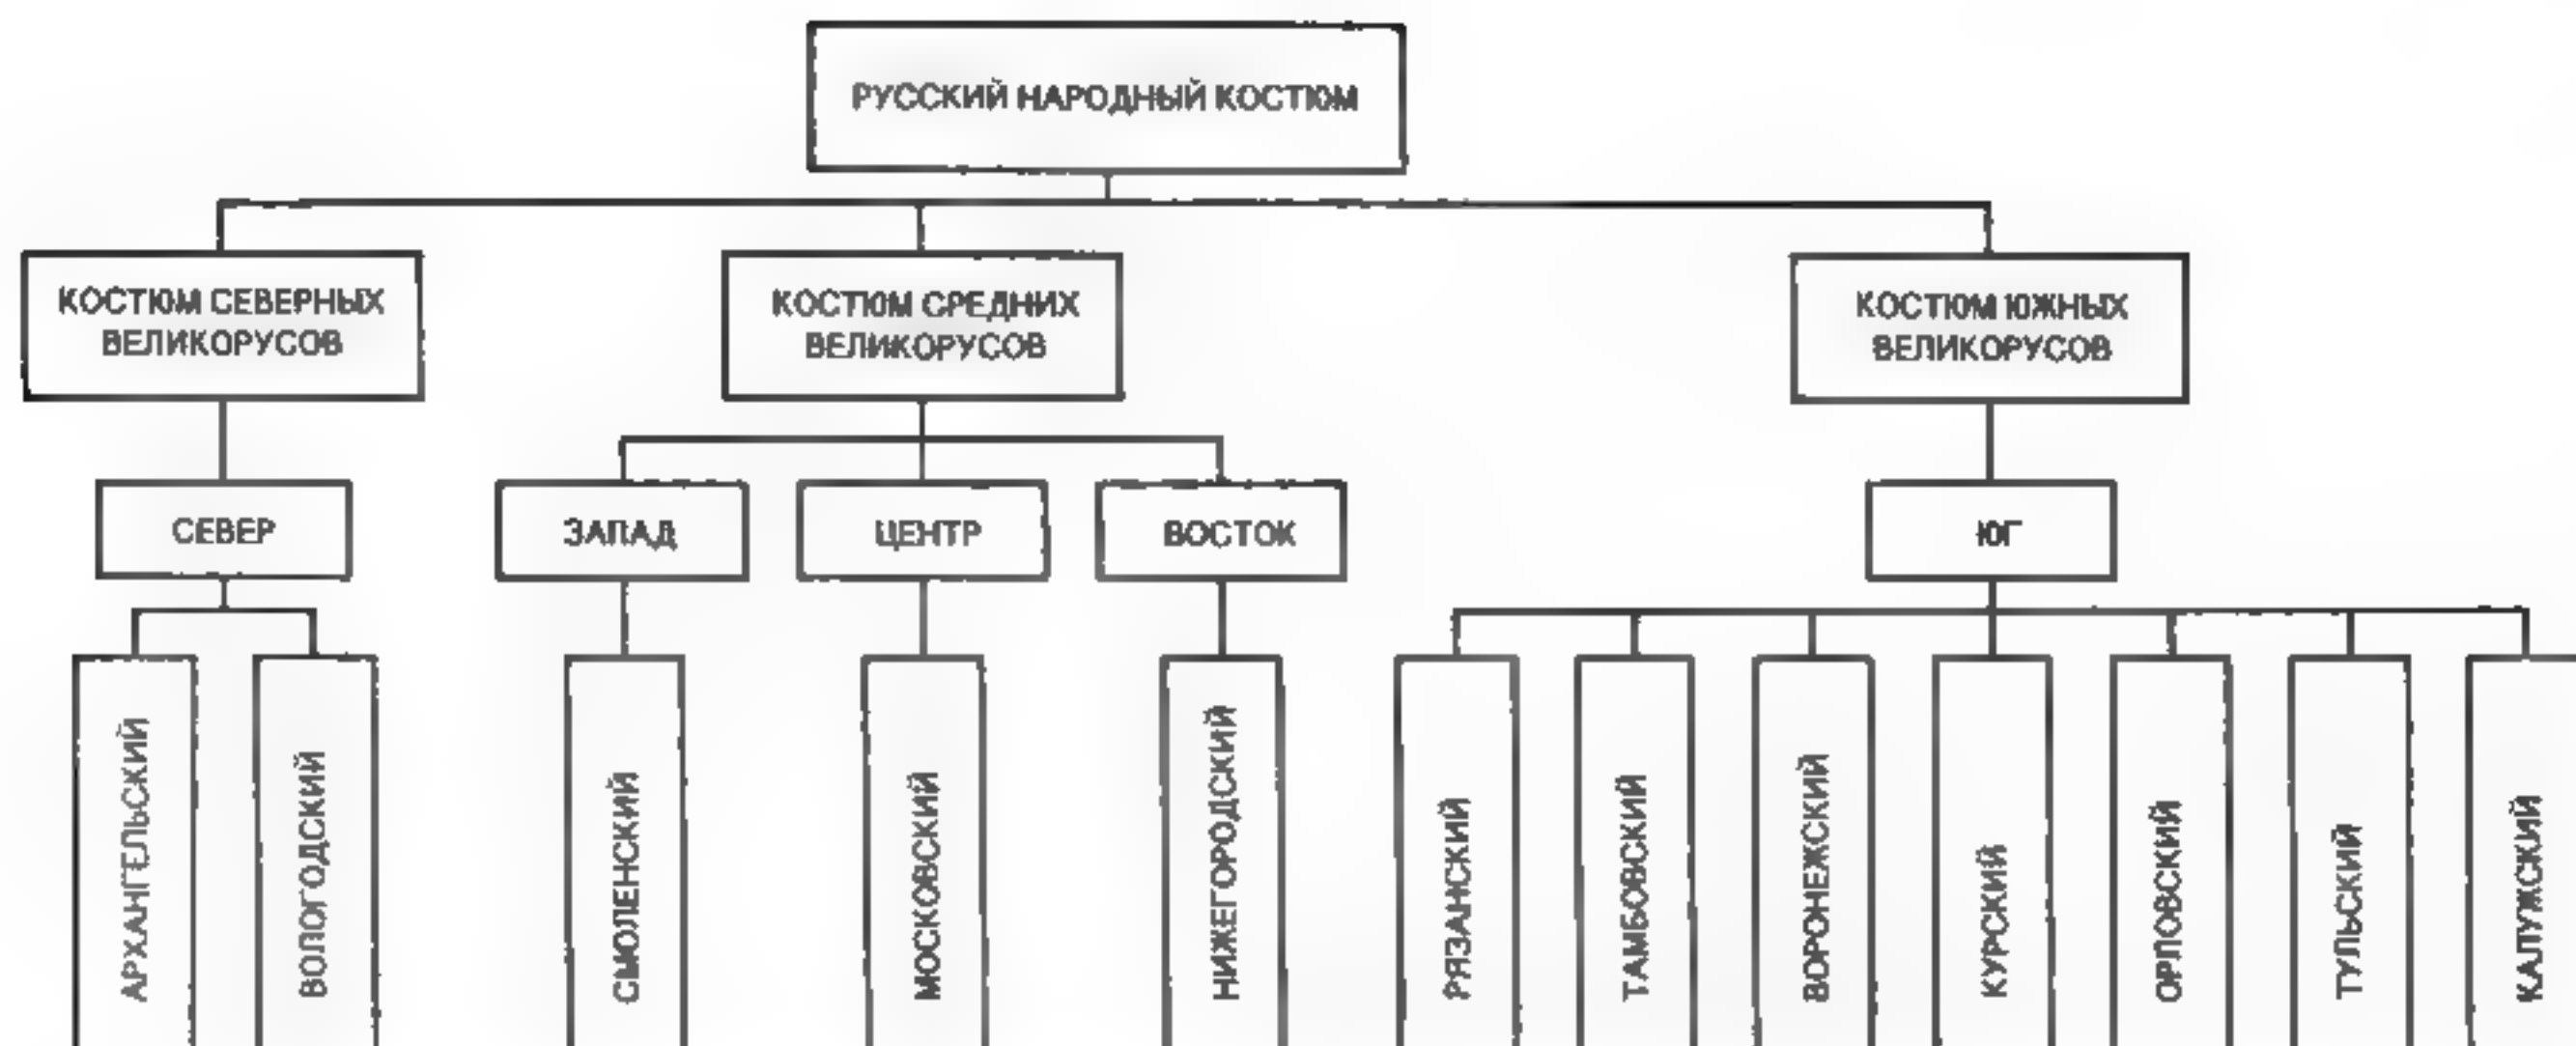 РУССКИЙ НАРОДНЫЙ КОСТЮМ
КОСТЮМ СЕВЕРНЫХ
ВЕЛИКОРУСОВ
КОСТЮМ СРЕДНИХ
ВЕЛИКОРУСОВ
КОСТЮМ ЮЖНЫХ
ВЕЛИКОРУСОВ
СЕВЕР
ЗАПАД
ЦЕНТР
ВОСТОК
ЮГ
АРХАНГЕЛЬСКИЙ
ВОЛОГОДСКИЙ
СМОЛЕНСКИЙ
МОСКОВСКИЙ
НИЖЕГОРОДСКИЙ
РЯЗАНСКИЙ
ТАМБОВСКИЙ
ВОРОНЕЖСКИЙ
КУРСКИЙ
ОРЛОВСКИЙ
ТУЛЬСКИЙ
КАЛУЖСКИЙ